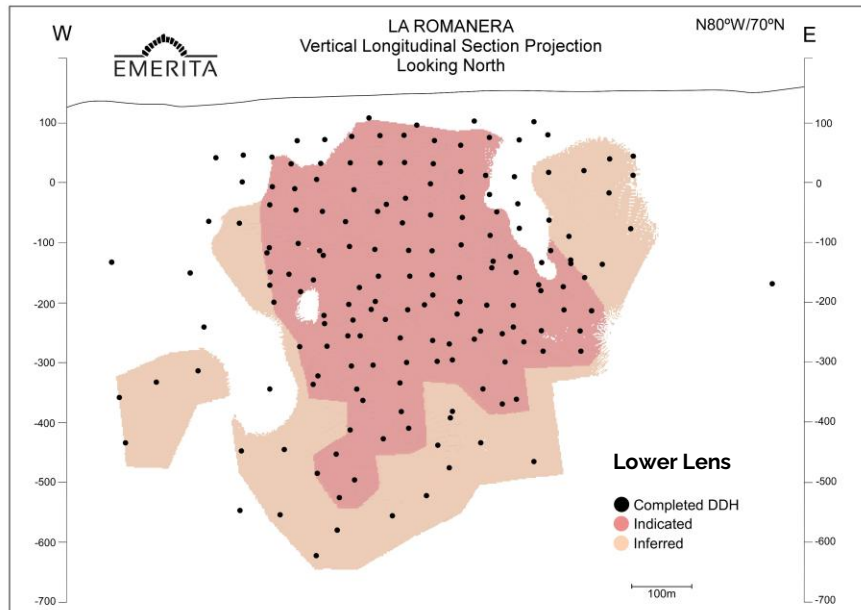 LA ROMANERA
Vertical Longitudinal Section Projection
Looking North
N80ºW/70ºN
W
E
EMERITA
100
0
-100
-200
-300
-400
-500
-600
-700
100
0
-100
-200
-300
-400
-500
-600
-700
Lower Lens
Completed DDH
Indicated
Inferred
100m